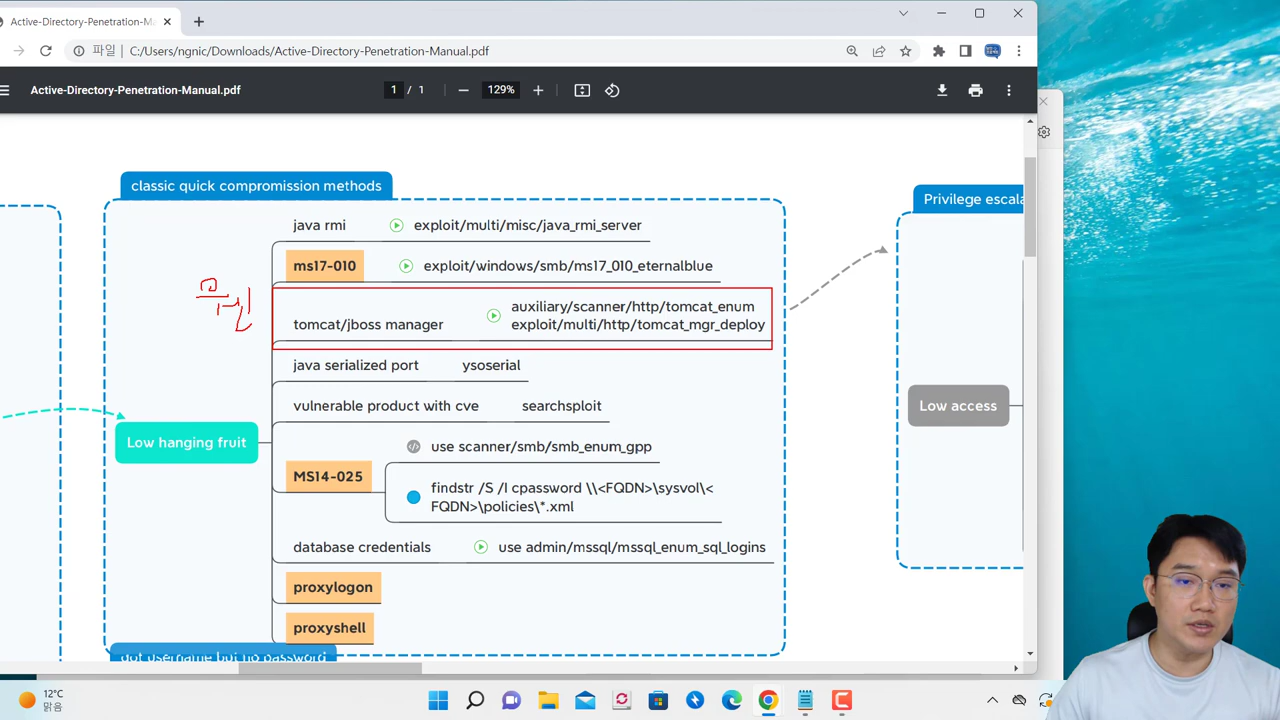 Active-Directory-Penetration-Ma
파일
C:/Users/ngnic/Downloads/Active-Directory-Penetration-Manual.pdf
Active-Directory-Penetration-Manual.pdf
1 / 1
129%
classic quick compromission methods
Privilege escala
java rmi
exploit/multi/misc/java_rmi_server
ms17-010
exploit/windows/smb/ms17_010_eternalblue
auxiliary/scanner/http/tomcat_enum
tomcat/jboss manager
exploit/multi/http/tomcat_mgr_deploy
java serialized port
ysoserial
vulnerable product with cve
searchsploit
Low access
Low hanging fruit
use scanner/smb/smb_enum_gpp
MS14-025
findstr /S /I cpassword \\<FQDN>\sysvol\<
FQDN>\policies\*.xml
database credentials
use admin/mssql/mssql_enum_sql_logins
proxylogon
proxyshell
got username but no password
12°C
맑음